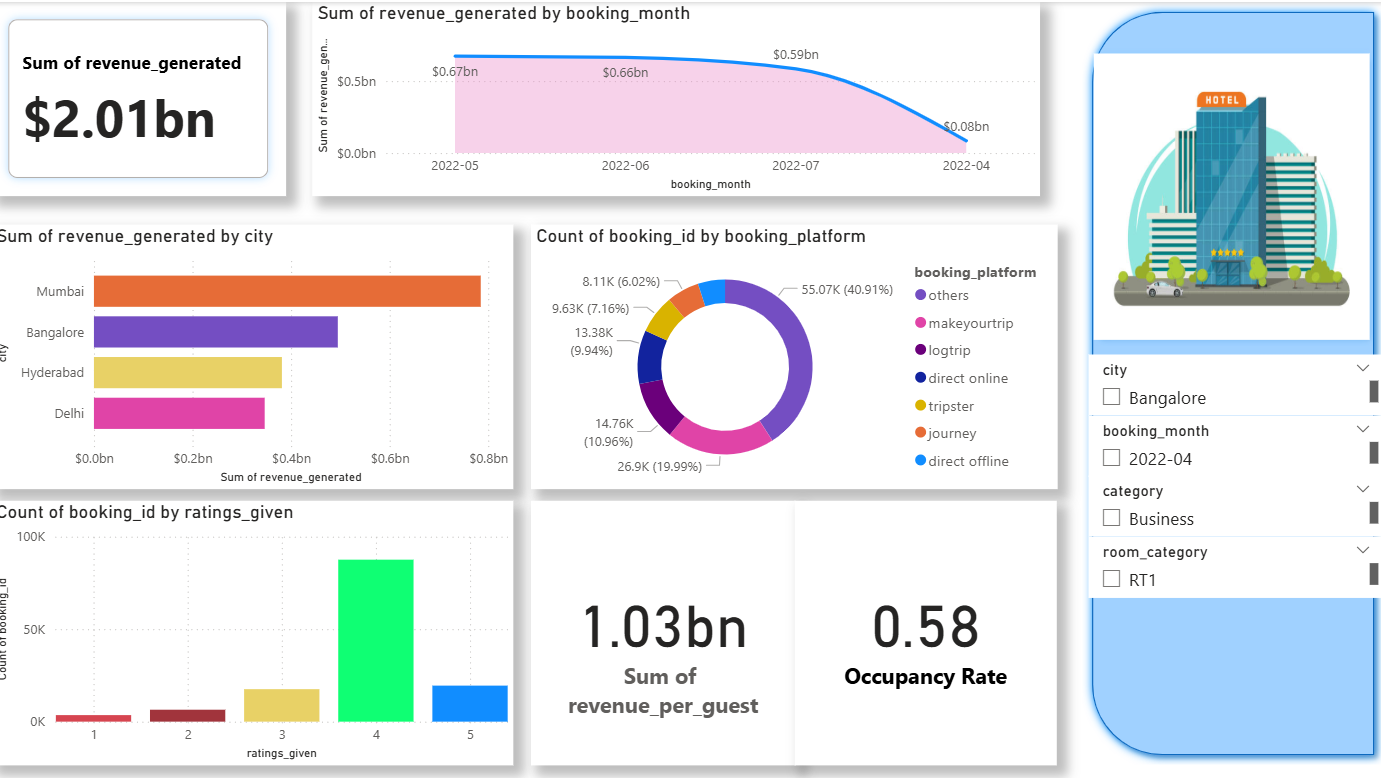 Sum of revenue_generated
$2.01bn
Sum of revenue_generated by booking_month
Sum of revenue_gen...
$0.5bn
$0.0bn
$0.67bn
$0.66bn
$0.59bn
$0.08bn
2022-05
2022-06
2022-07
2022-04
booking_month
HOTEL
Sum of revenue_generated by city
city
Mumbai
Bangalore
Hyderabad
Delhi
$0.0bn
$0.2bn
$0.4bn
$0.6bn
$0.8bn
Sum of revenue_generated
Count of booking_id by booking_platform
8.11K (6.02%)
9.63K (7.16%)
13.38K
(9.94%)
14.76K
(10.96%)
26.9K (19.99%)
55.07K (40.91%)
booking_platform
others
makeyourtrip
logtrip
direct online
tripster
journey
direct offline
city
Bangalore
booking_month
2022-04
category
Business
room_category
RT1
Count of booking_id by ratings_given
Count of booking_id
100K
50K
0K
1
2
3
4
5
ratings_given
1.03bn
Sum of
revenue_per_guest
0.58
Occupancy Rate